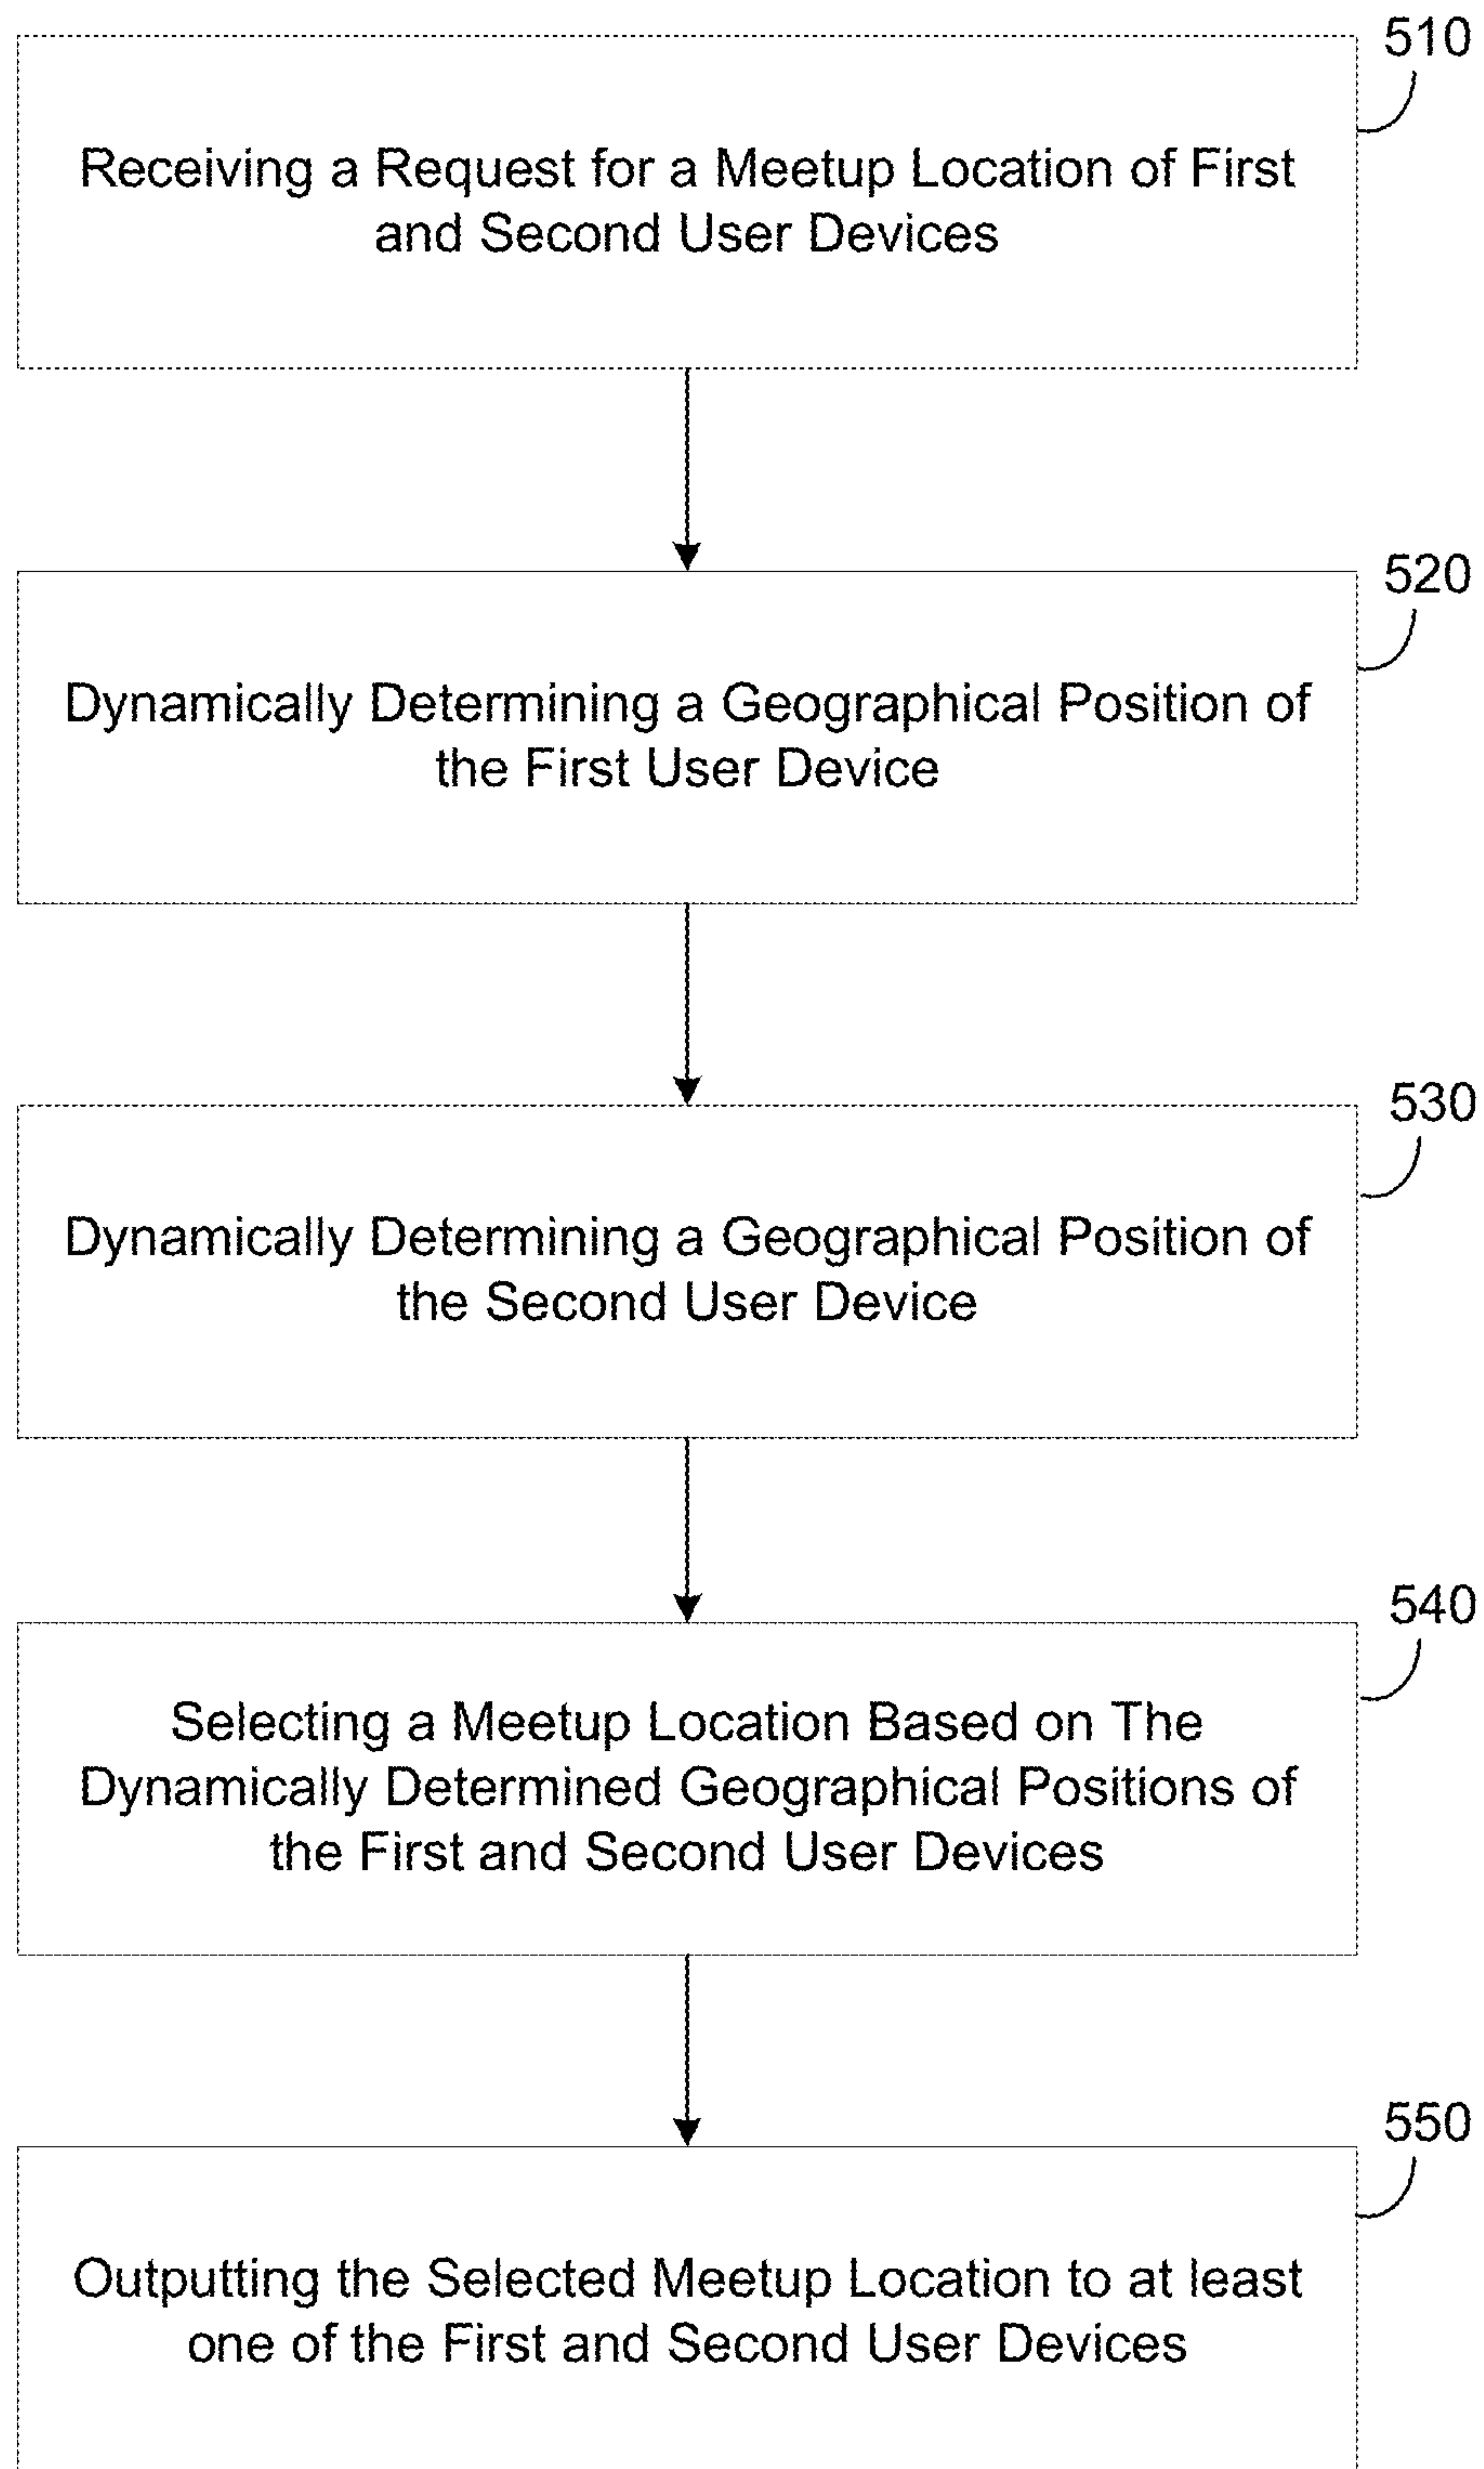 510
Receiving a Request for a Meetup Location of First
and Second User Devices
520
Dynamically Determining a Geographical Position of
the First User Device
530
Dynamically Determining a Geographical Position of
the Second User Device
540
Selecting a Meetup Location Based on The
Dynamically Determined Geographical Positions of
the First and Second User Devices
550
Outputting the Selected Meetup Location to at least
one of the First and Second User Devices